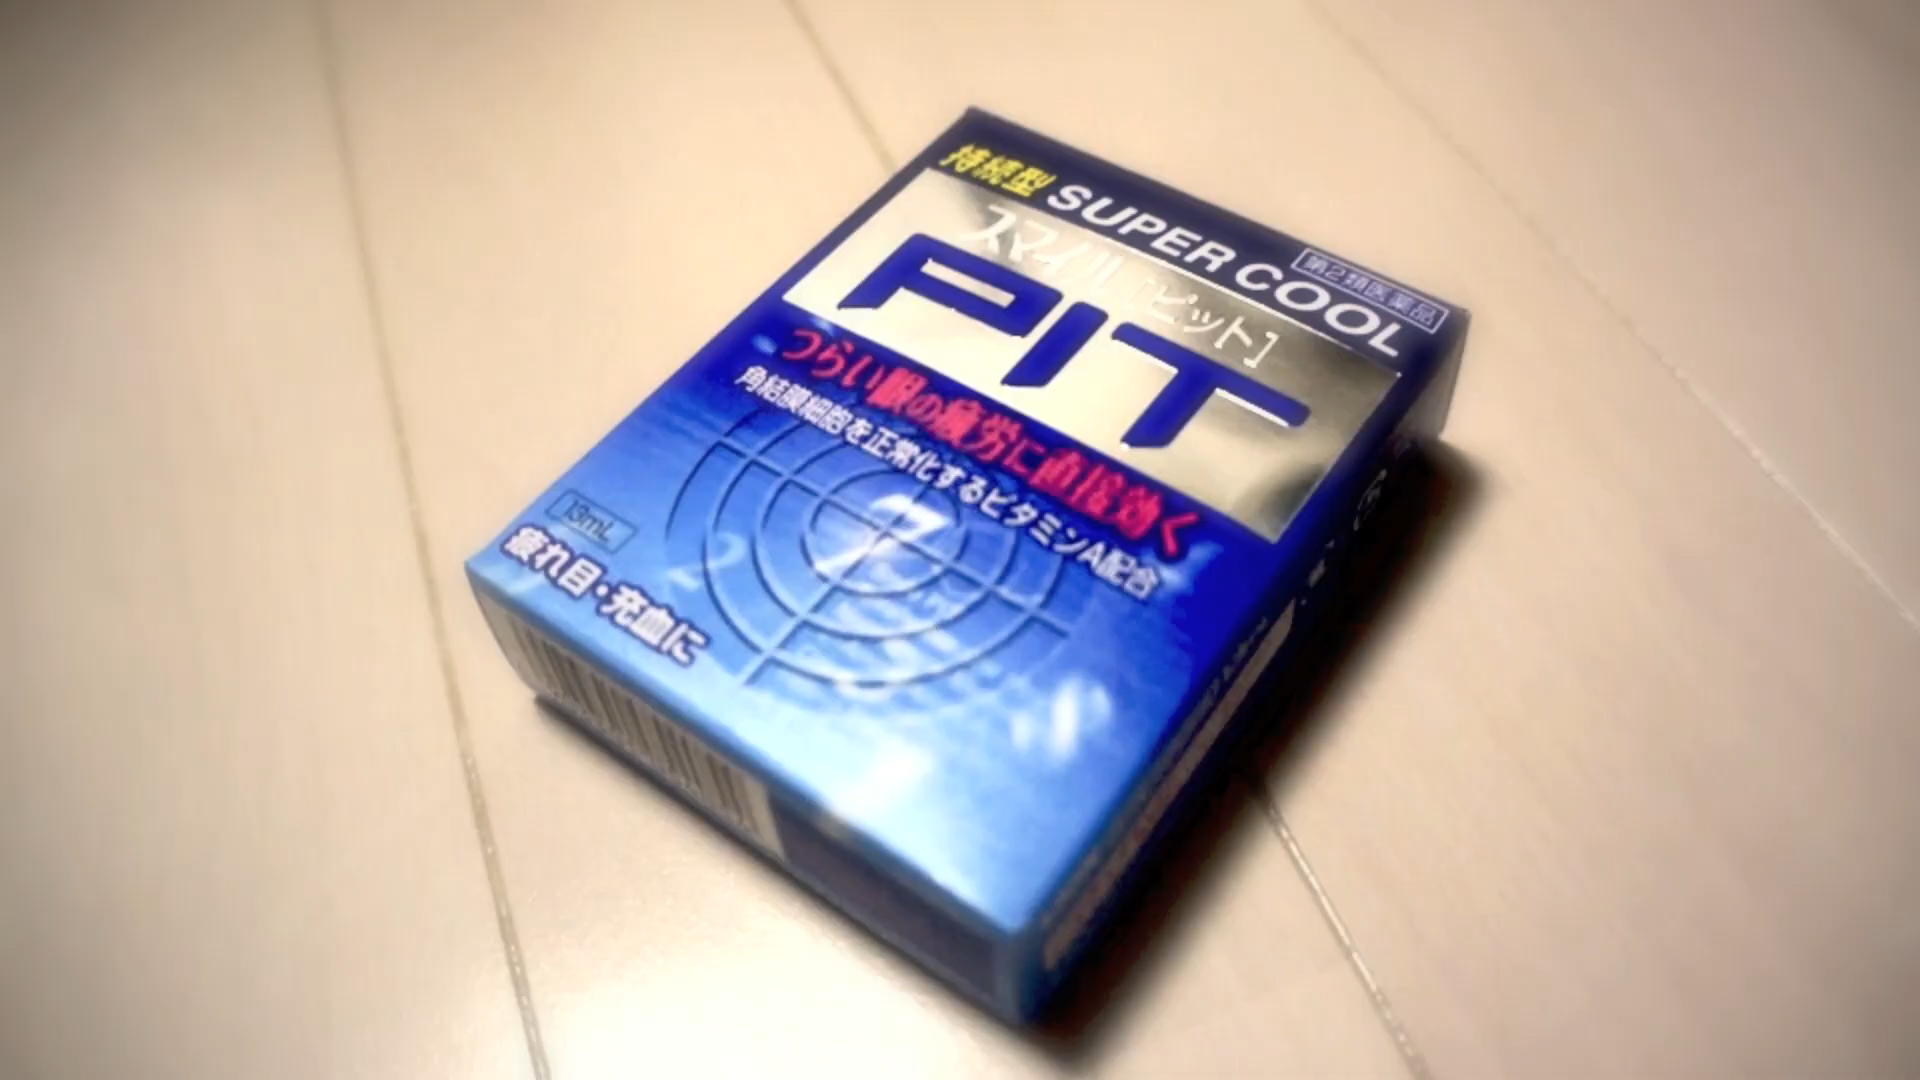 持続型 SUPER COOL
第2類医薬品
スマイル[ピット]
PIT
つらい眼の疲労に直接効く
角結膜細胞を正常化するビタミンA配合
7
2
13mL
疲れ目・充血に